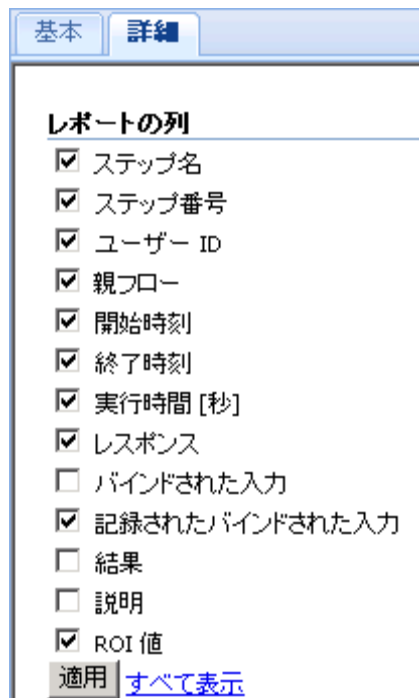 基本 詳細
レポートの列
ステップ名
ステップ番号
ユーザー ID
親フロー
開始時刻
終了時刻
実行時間 [秒]
レスポンス
バインドされた入力
記録されたバインドされた入力
結果
説明
ROI 値
適用 すべて表示